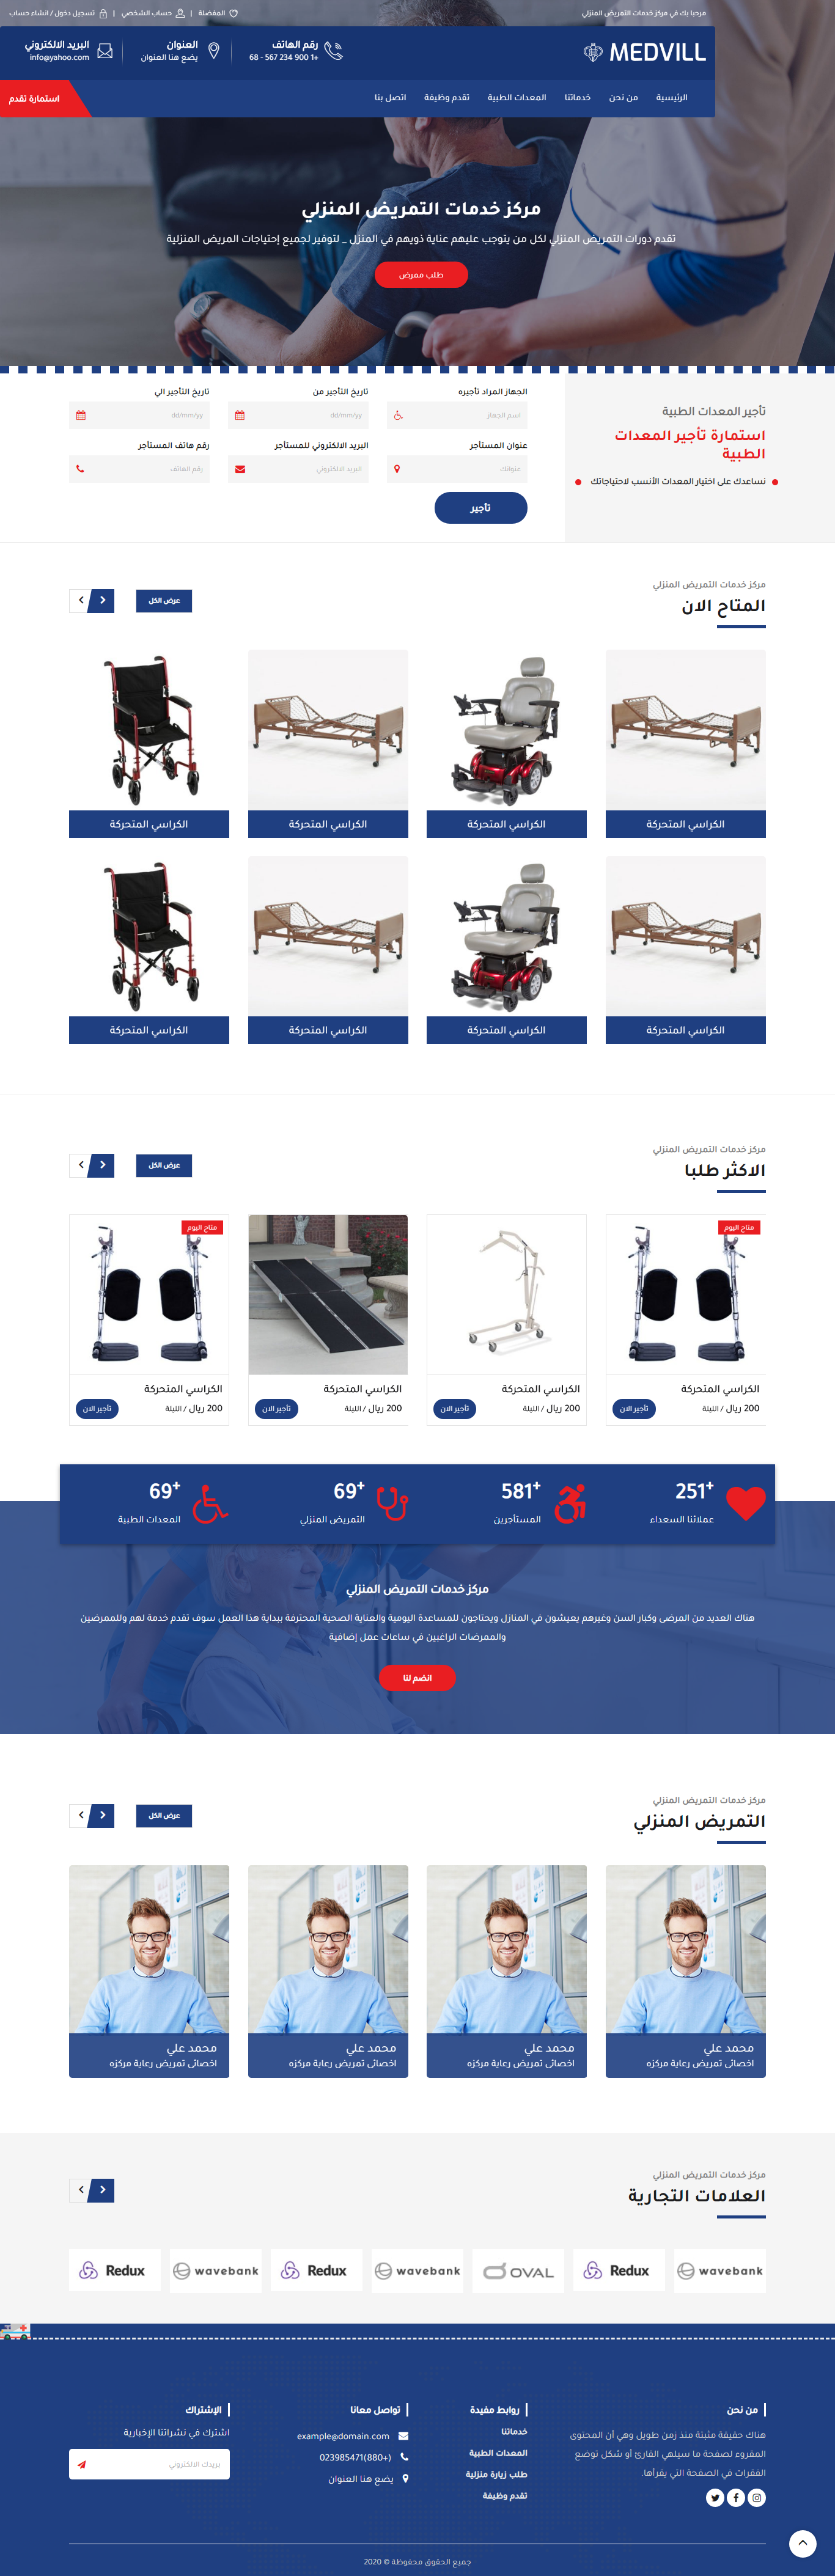 مرحبا بك في مركز خدمات التمريض المنزلي
المفضلة | حساب الشخصي | تسجيل دخول / انشاء حساب
MEDVILL
رقم الهاتف
+1 900 234 567 - 68
العنوان
يضع هنا العنوان
البريد الالكتروني
info@yahoo.com
الرئيسية من نحن خدماتنا المعدات الطبية تقدم وظيفة اتصل بنا
استمارة تقدم
مركز خدمات التمريض المنزلي
تقدم دورات التمريض المنزلي لكل من يتوجب عليهم عناية ذويهم في المنزل _ لتوفير لجميع إحتياجات المريض المنزلية
طلب ممرض
تأجير المعدات الطبية
استمارة تأجير المعدات
الطبية
نساعدك على اختيار المعدات الأنسب لاحتياجاتك
الجهاز المراد تأجيره تاريخ التأجير من تاريخ التأجير الي
اسم الجهاز dd/mm/yy dd/mm/yy
عنوان المستأجر البريد الالكتروني للمستأجر رقم هاتف المستأجر
عنوانك البريد الالكتروني رقم الهاتف
تأجير
مركز خدمات التمريض المنزلي
المتاح الان
عرض الكل
الكراسي المتحركة الكراسي المتحركة الكراسي المتحركة الكراسي المتحركة
الكراسي المتحركة الكراسي المتحركة الكراسي المتحركة الكراسي المتحركة
مركز خدمات التمريض المنزلي
الاكثر طلبا
عرض الكل
متاح اليوم متاح اليوم
الكراسي المتحركة الكراسي المتحركة الكراسي المتحركة الكراسي المتحركة
200 ريال / الليلة تأجير الان 200 ريال / الليلة تأجير الان 200 ريال / الليلة تأجير الان 200 ريال / الليلة تأجير الان
251+ 581+ 69+ 69+
عملائنا السعداء المستأجرين التمريض المنزلي المعدات الطبية
مركز خدمات التمريض المنزلي
هناك العديد من المرضى وكبار السن وغيرهم يعيشون في المنازل ويحتاجون للمساعدة اليومية والعناية الصحية المحترفة ببداية هذا العمل سوف تقدم خدمة لهم وللممرضين
والممرضات الراغبين في ساعات عمل إضافية
انضم لنا
مركز خدمات التمريض المنزلي
التمريض المنزلي
عرض الكل
محمد علي محمد علي محمد علي محمد علي
اخصائى تمريض رعاية مركزه اخصائى تمريض رعاية مركزه اخصائى تمريض رعاية مركزه اخصائى تمريض رعاية مركزه
مركز خدمات التمريض المنزلي
العلامات التجارية
wavebank Redux OVAL wavebank Redux wavebank Redux
من نحن
هناك حقيقة مثبتة منذ زمن طويل وهي أن المحتوى
المقروء لصفحة ما سيلهي القارئ أو شكل توضع
الفقرات في الصفحة التي يقرأها.
روابط مفيدة
خدماتنا
المعدات الطبية
طلب زيارة منزلية
تقدم وظيفة
تواصل معانا
example@domain.com
023985471(880+)
يضع هنا العنوان
الإشتراك
اشترك في نشراتنا الإخبارية
بريدك الالكتروني
جميع الحقوق محفوظة © 2020